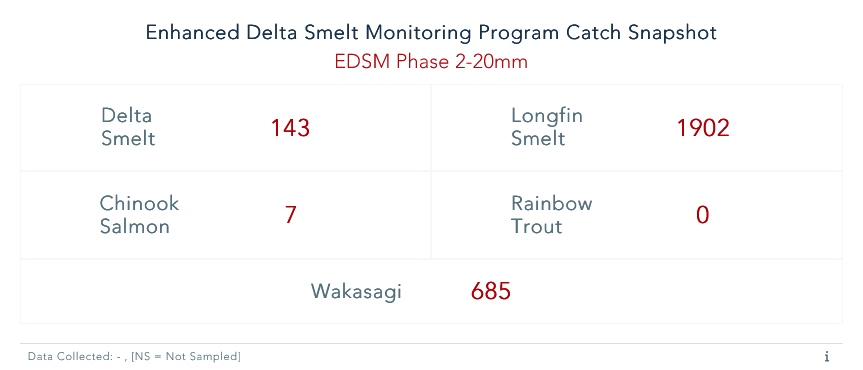 Enhanced Delta Smelt Monitoring Program Catch Snapshot
EDSM Phase 2-20mm
Delta
Smelt
143
Longfin
Smelt
1902
Chinook
Salmon
7
Rainbow
Trout
0
Wakasagi
685
Data Collected: - , [NS = Not Sampled]
i